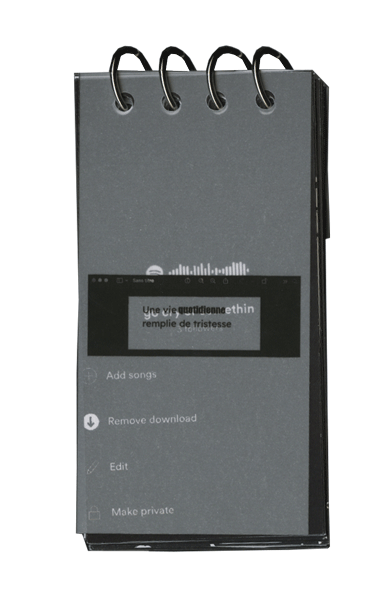 Une vie quotidienne
remplie de tristesse
Add songs
Remove download
Edit
Make private